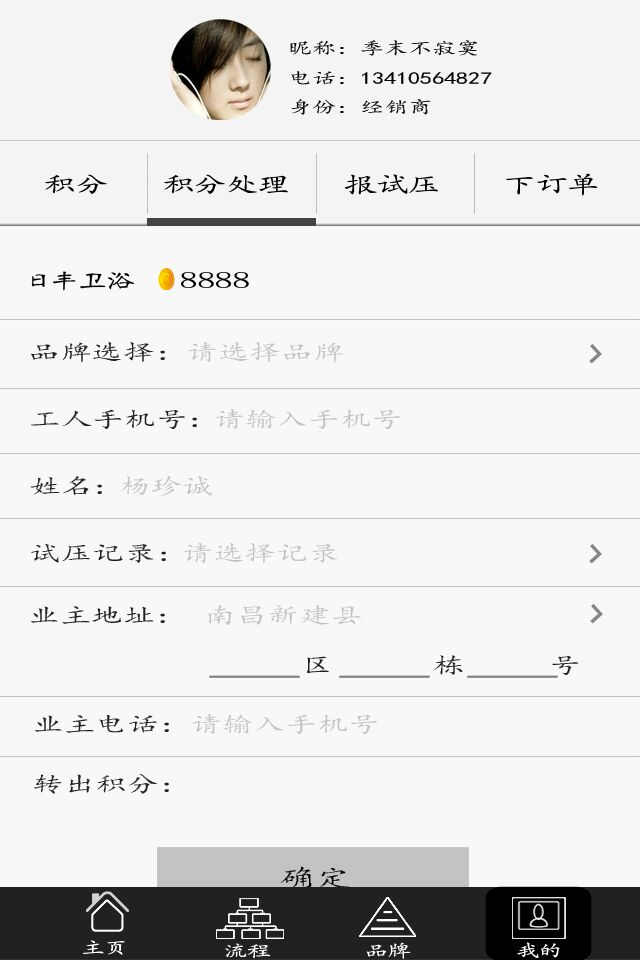 昵称：季末不寂寞
电话：13410564827
身份：经销商
积分 积分处理 报试压 下订单
日丰卫浴 8888
品牌选择：请选择品牌
工人手机号：请输入手机号
姓名：杨珍诚
试压记录：请选择记录
业主地址： 南昌新建县
______区 ______栋______号
业主电话：请输入手机号
转出积分：
确定
主页 流程 品牌 我的